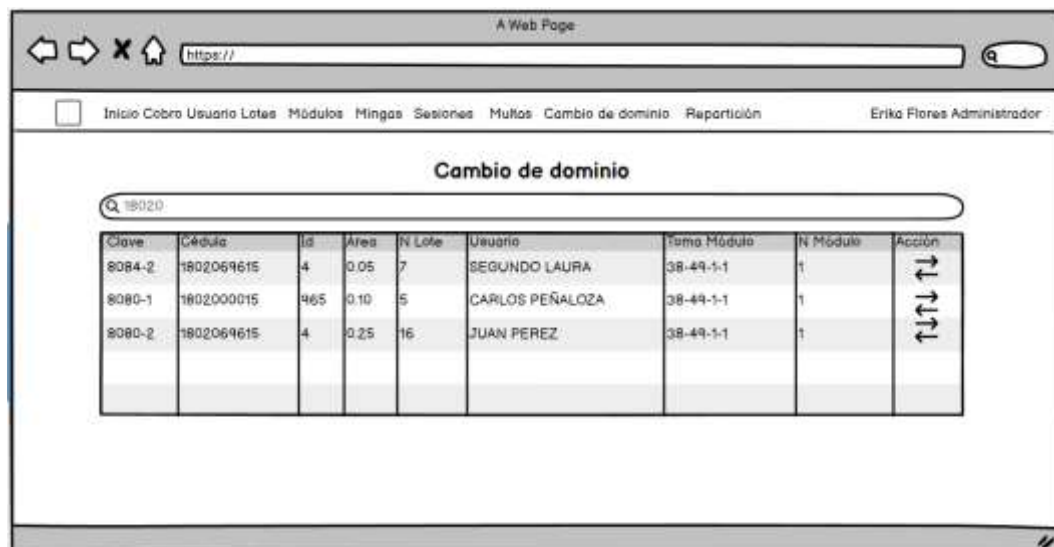 A Web Page
https://
Inicio Cobro Usuario Lotes Módulos Mingas Sesiones Multas Cambio de dominio Repartición Erika Flores Administrador
Cambio de dominio
18020
Clave Cédula Id Área N Lote Usuario Toma Módulo N Módulo Acción
8084-2 1802069615 4 0.05 7 SEGUNDO LAURA 38-49-1-1 1
8080-1 1802000015 965 0.10 5 CARLOS PEÑALOZA 38-49-1-1 1
8080-2 1802069615 4 0.25 16 JUAN PEREZ 38-49-1-1 1